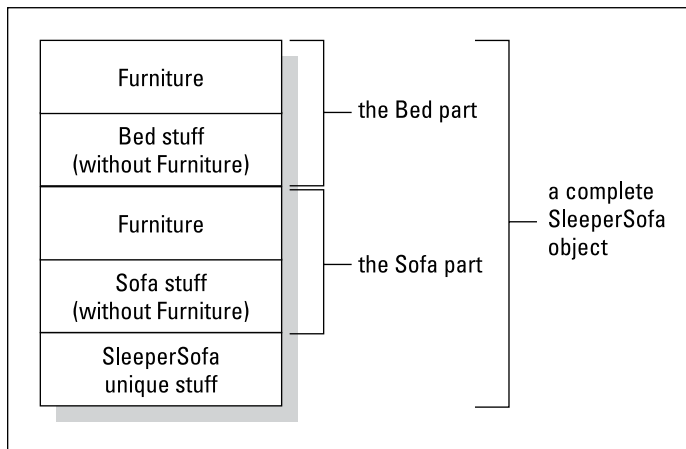 Furniture
Bed stuff
(without Furniture)
the Bed part
Furniture
Sofa stuff
(without Furniture)
the Sofa part
SleeperSofa
unique stuff
a complete
SleeperSofa
object